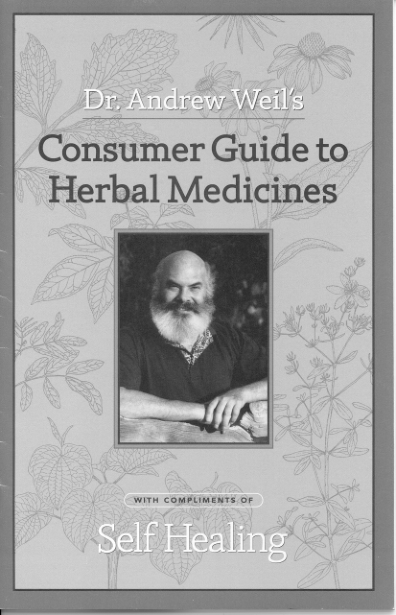 Dr. Andrew Weil's
Consumer Guide to
Herbal Medicines
WITH COMPLIMENTS OF
Self Healing